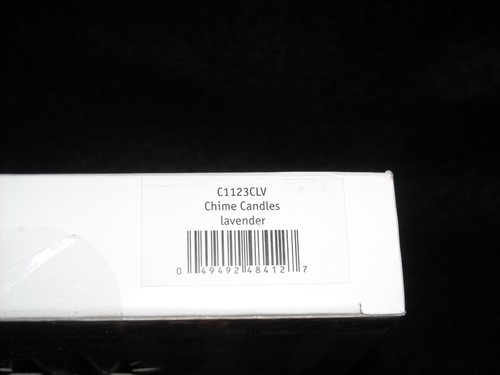 C1123CLV
Chime Candles
lavender
0 49492 48412 7